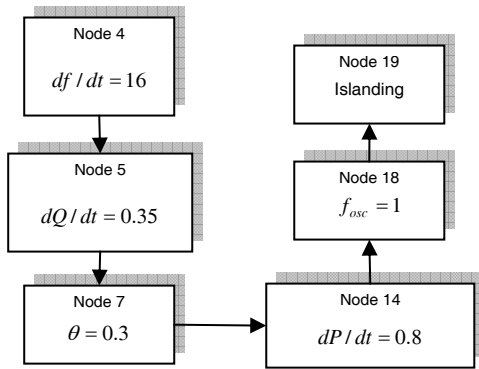 Node 4
df / dt = 16
Node 5
dQ / dt = 0.35
Node 7
θ = 0.3
Node 14
dP / dt = 0.8
Node 18
f_osc = 1
Node 19
Islanding